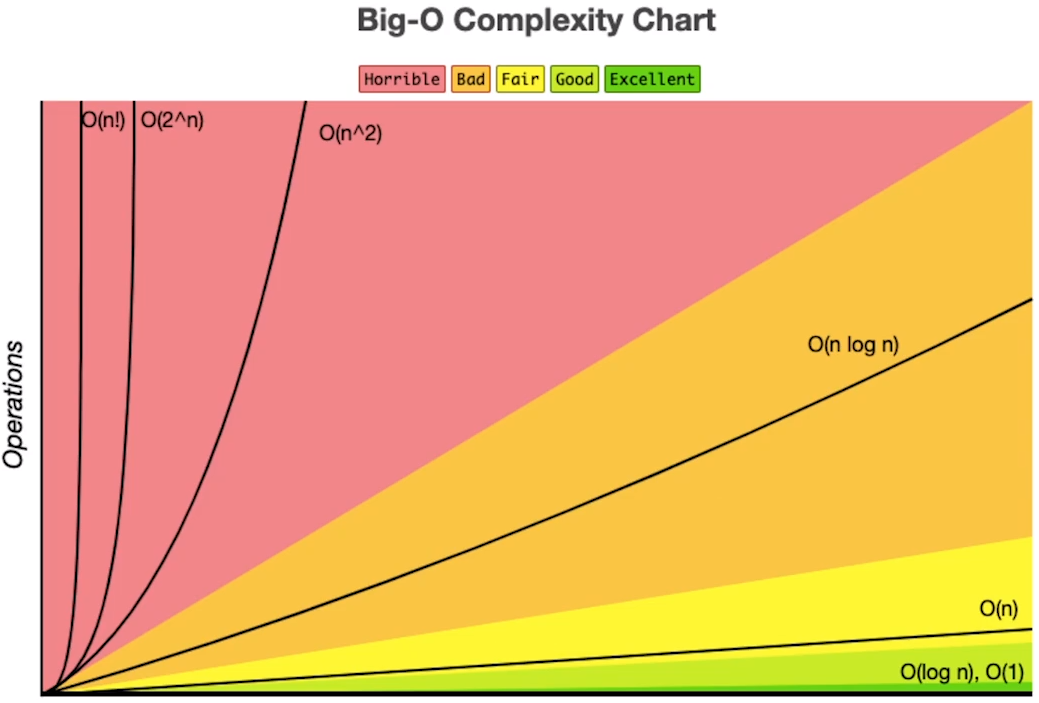 Big-O Complexity Chart
Horrible Bad Fair Good Excellent
O(n!) O(2^n)
O(n^2)
O(n log n)
Operations
O(n)
O(log n), O(1)